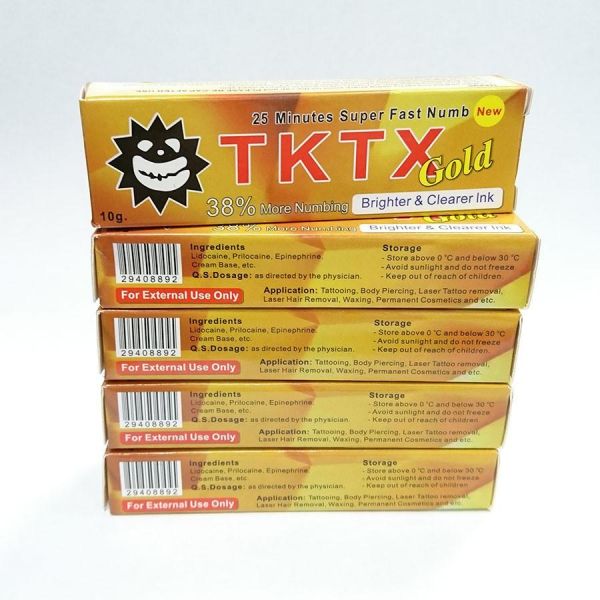 25 Minutes Super Fast Numb New
TKTX
Gold
10g.
38% More Numbing
Brighter & Clearer Ink
38% More Numbing
Gold
Brighter & Clearer Ink
Ingredients
Lidocaine, Prilocaine, Epinephrine,
Cream Base, etc.
Q.S.Dosage: as directed by the physician.
Storage
- Store above 0 °C and below 30 °C
- Avoid sunlight and do not freeze
- Keep out of reach of children
29408892
For External Use Only
Application: Tattooing, Body Piercing, Laser Tattoo removal,
Laser Hair Removal, Waxing, Permanent Cosmetics and etc.
Ingredients
Lidocaine, Prilocaine, Epinephrine,
Cream Base, etc.
Q.S.Dosage: as directed by the physician.
Storage
- Store above 0 °C and below 30 °C
- Avoid sunlight and do not freeze
- Keep out of reach of children
29408892
For External Use Only
Application: Tattooing, Body Piercing, Laser Tattoo removal,
Laser Hair Removal, Waxing, Permanent Cosmetics and etc.
Ingredients
Lidocaine, Prilocaine, Epinephrine,
Cream Base, etc.
Q.S.Dosage: as directed by the physician.
Storage
- Store above 0 °C and below 30 °C
- Avoid sunlight and do not freeze
- Keep out of reach of children
29408892
For External Use Only
Application: Tattooing, Body Piercing, Laser Tattoo removal,
Laser Hair Removal, Waxing, Permanent Cosmetics and etc.
Ingredients
Lidocaine, Prilocaine, Epinephrine,
Cream Base, etc.
Q.S.Dosage: as directed by the physician.
Storage
- Store above 0 °C and below 30 °C
- Avoid sunlight and do not freeze
- Keep out of reach of children
29408892
For External Use Only
Application: Tattooing, Body Piercing, Laser Tattoo removal,
Laser Hair Removal, Waxing, Permanent Cosmetics and etc.